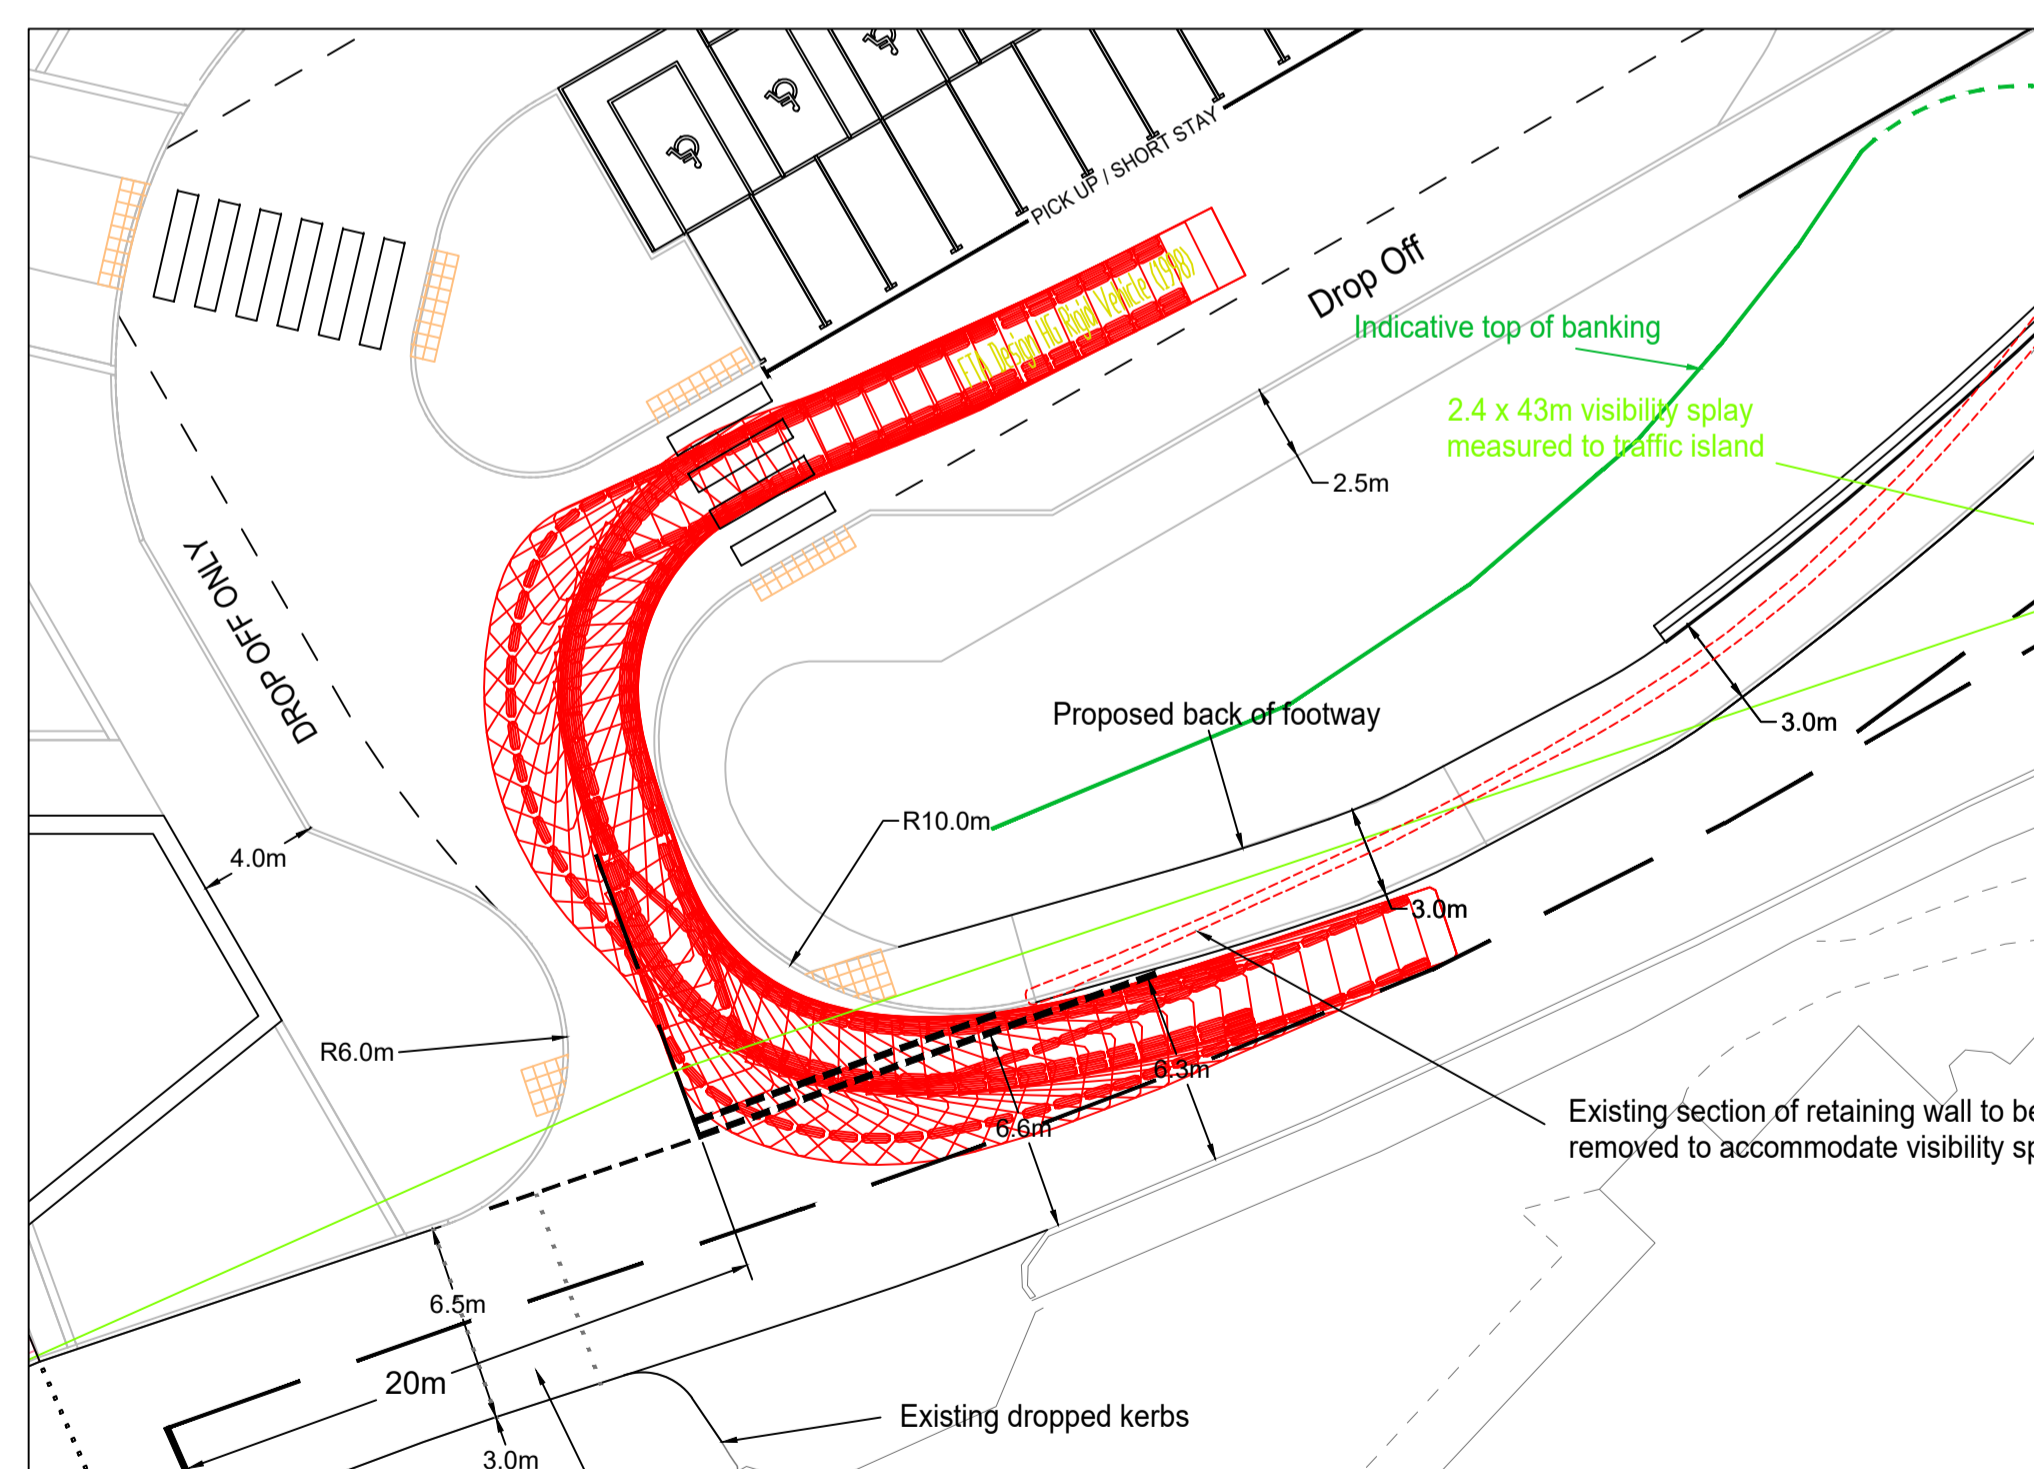 PICK UP / SHORT STAY
FTA Design HG Rigid Vehicle (1998)
Drop Off
Indicative top of banking
2.4 x 43m visibility splay
measured to traffic island
2.5m
DROP OFF ONLY
Proposed back of footway
3.0m
R10.0m
4.0m
3.0m
R6.0m
6.3m
6.6m
Existing section of retaining wall to be
removed to accommodate visibility sp
6.5m
20m
Existing dropped kerbs
3.0m